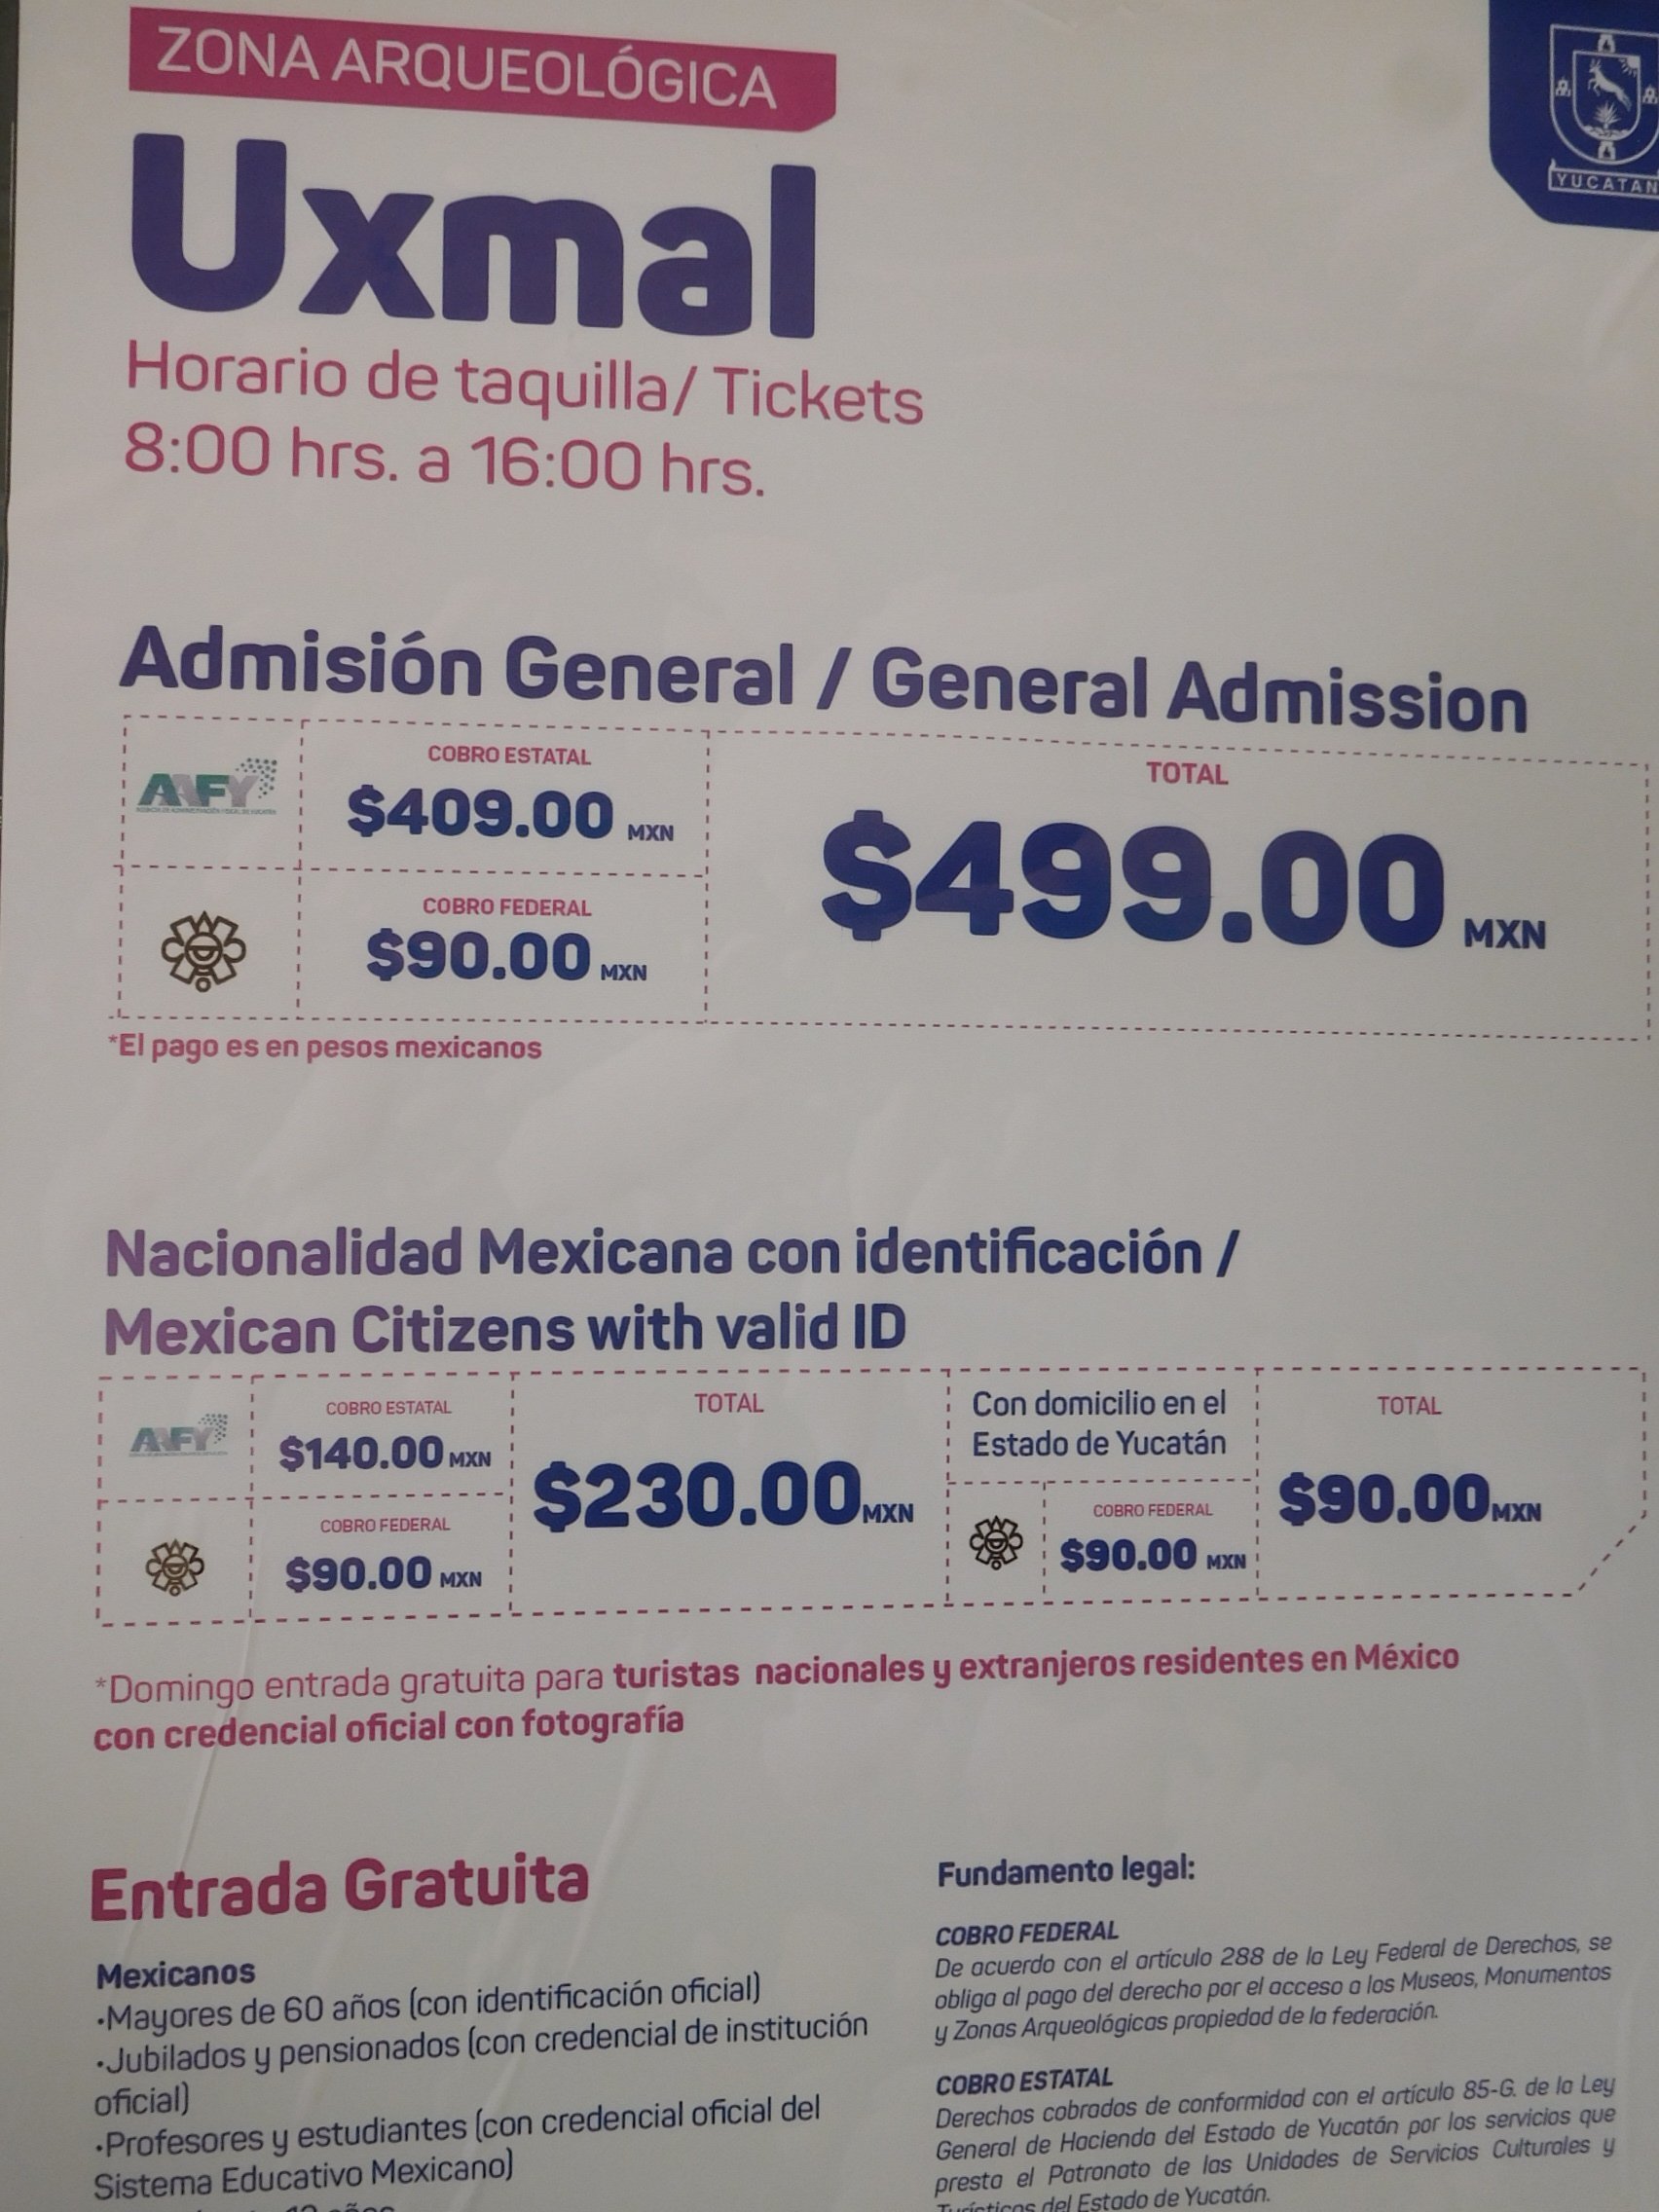 ZONA ARQUEOLÓGICA
Uxmal
YUCATAN
Horario de taquilla/ Tickets
8:00 hrs. a 16:00 hrs.
Admisión General / General Admission
AAFY
COBRO ESTATAL
$409.00 MXN
COBRO FEDERAL
$90.00 MXN
TOTAL
$499.00 MXN
*El pago es en pesos mexicanos
Nacionalidad Mexicana con identificación /
Mexican Citizens with valid ID
AAFY
COBRO ESTATAL
$140.00 MXN
COBRO FEDERAL
$90.00 MXN
TOTAL
$230.00 MXN
Con domicilio en el
Estado de Yucatán
COBRO FEDERAL
$90.00 MXN
TOTAL
$90.00 MXN
*Domingo entrada gratuita para turistas nacionales y extranjeros residentes en México
con credencial oficial con fotografía
Entrada Gratuita
Mexicanos
•Mayores de 60 años (con identificación oficial)
•Jubilados y pensionados (con credencial de institución
oficial)
•Profesores y estudiantes (con credencial oficial del
Sistema Educativo Mexicano)
Fundamento legal:
COBRO FEDERAL
De acuerdo con el artículo 288 de la Ley Federal de Derechos, se
obliga al pago del derecho por el acceso a los Museos, Monumentos
y Zonas Arqueológicas propiedad de la federación.
COBRO ESTATAL
Derechos cobrados de conformidad con el artículo 85-G. de la Ley
General de Hacienda del Estado de Yucatán por los servicios que
presta el Patronato de las Unidades de Servicios Culturales y
Turísticos del Estado de Yucatán.